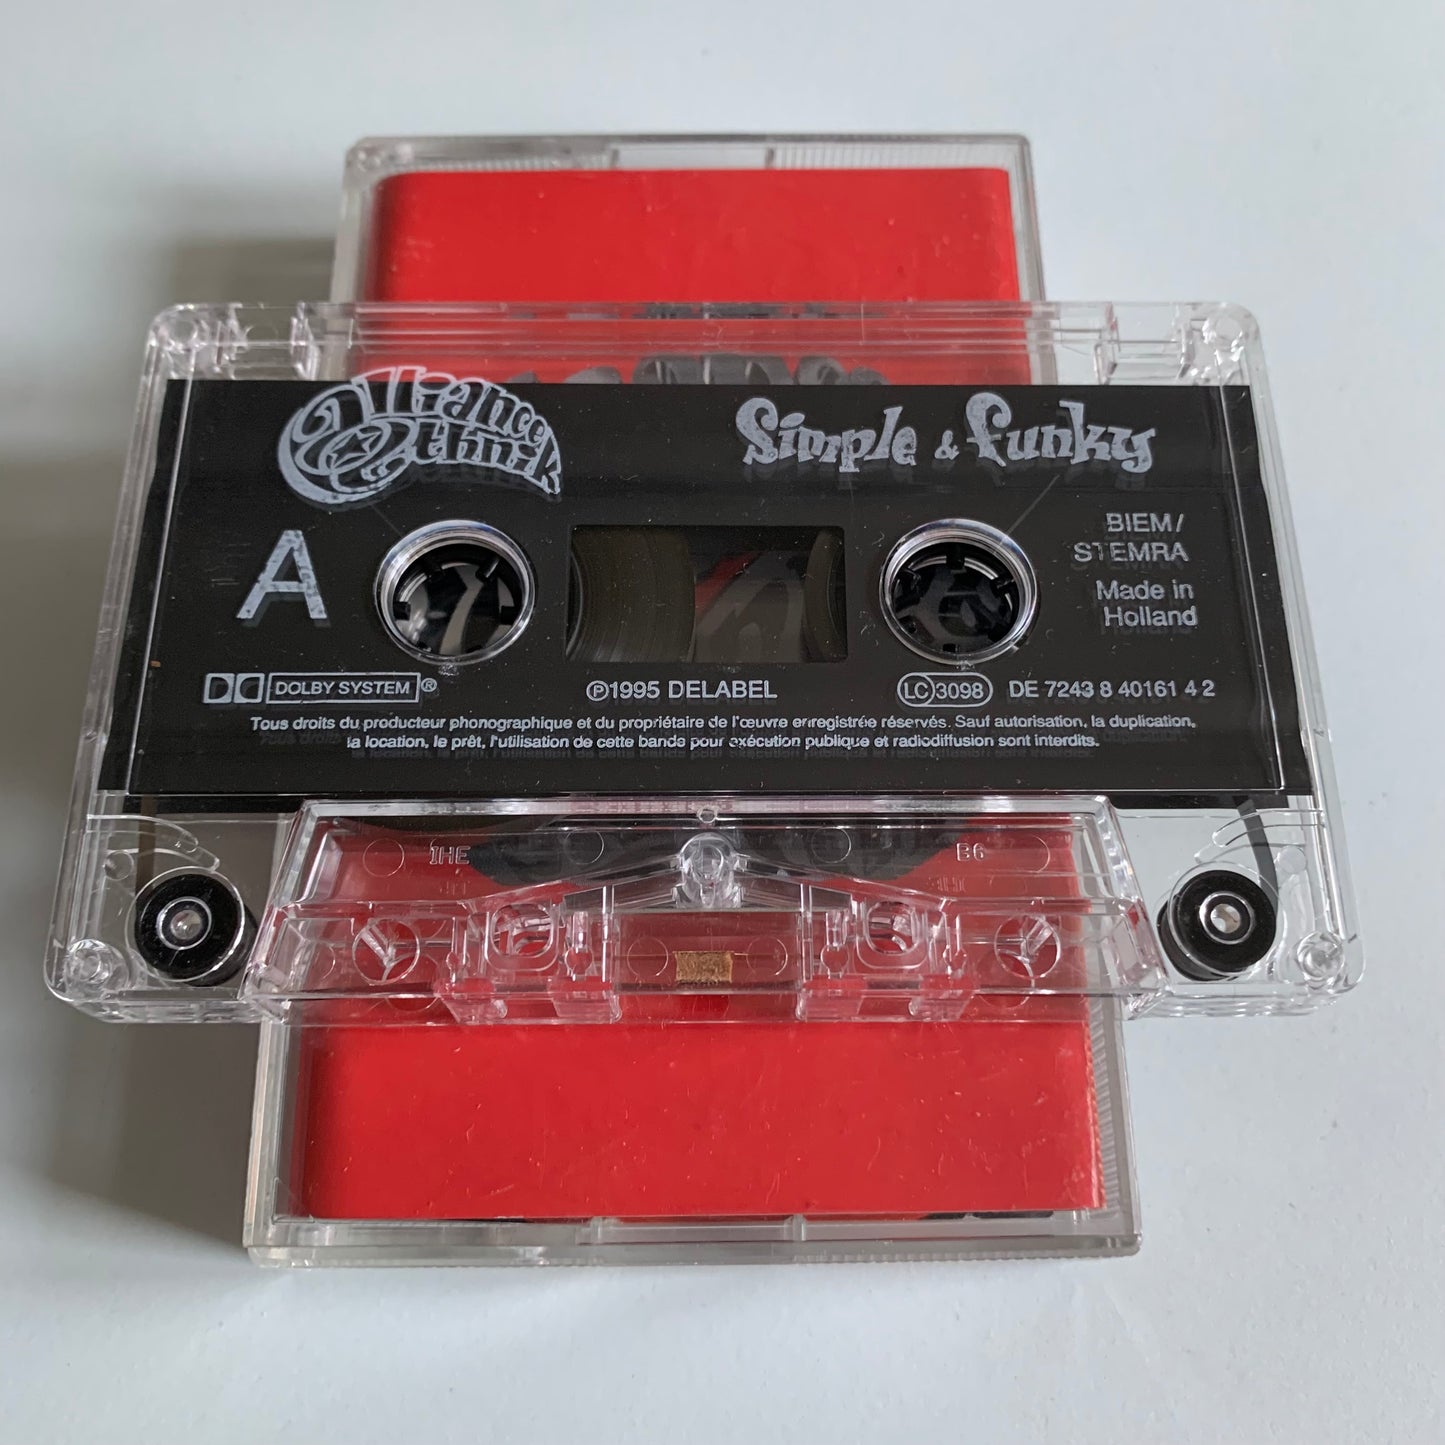 Alliance
Ethnik
Simple & Funky
A
BIEM/
STEMRA
Made in
Holland
DOLBY SYSTEM ®
℗1995 DELABEL
LC 3098
DE 7243 8 40161 4 2
Tous droits du producteur phonographique et du propriétaire de l'œuvre enregistrée réservés. Sauf autorisation, la duplication,
la location, le prêt, l'utilisation de cette bande pour exécution publique et radiodiffusion sont interdits.
IHE
B6